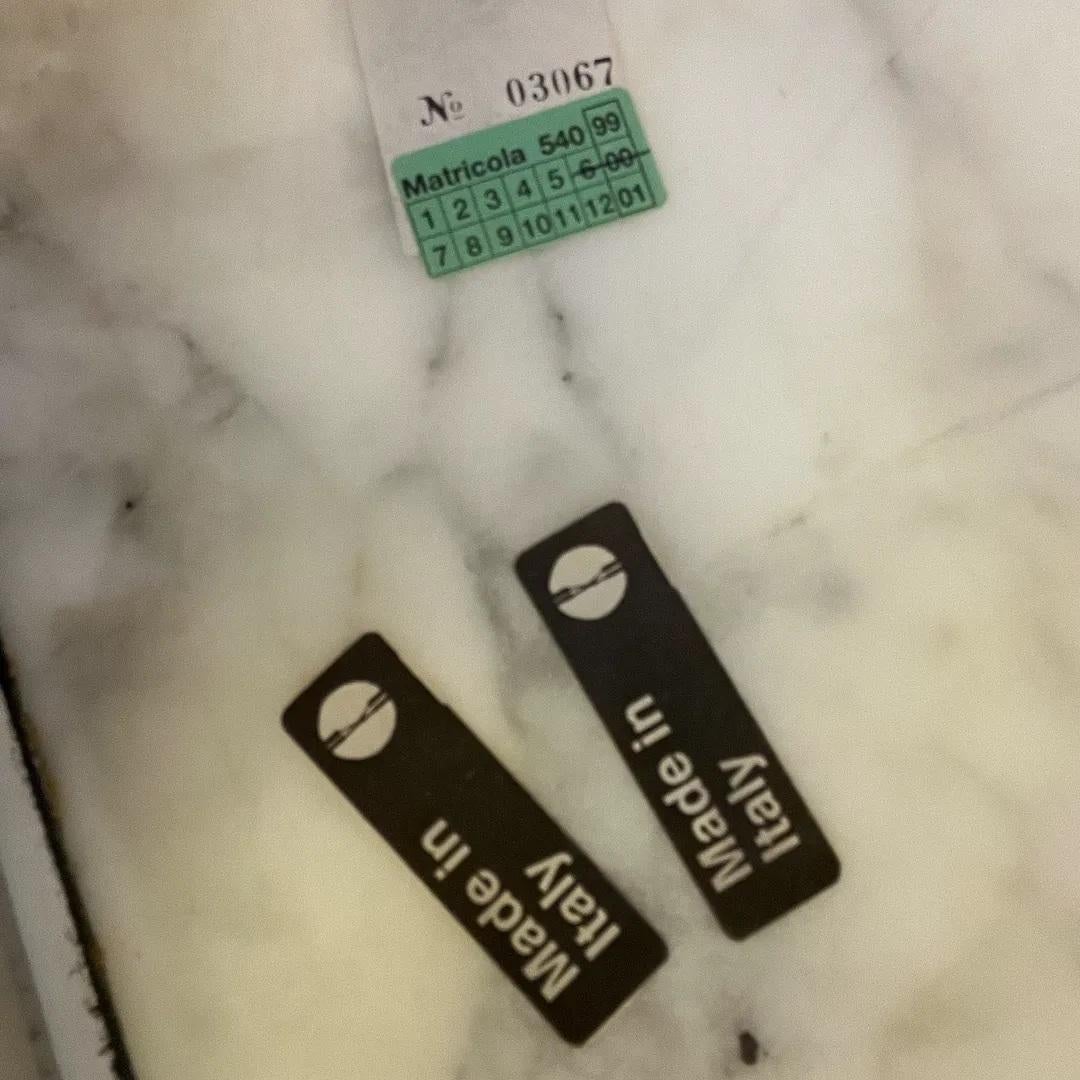 № 03067
Matricola 540 99
1 2 3 4 5 6 00
7 8 9 10 11 12 01
Made in
Italy
Made in
Italy